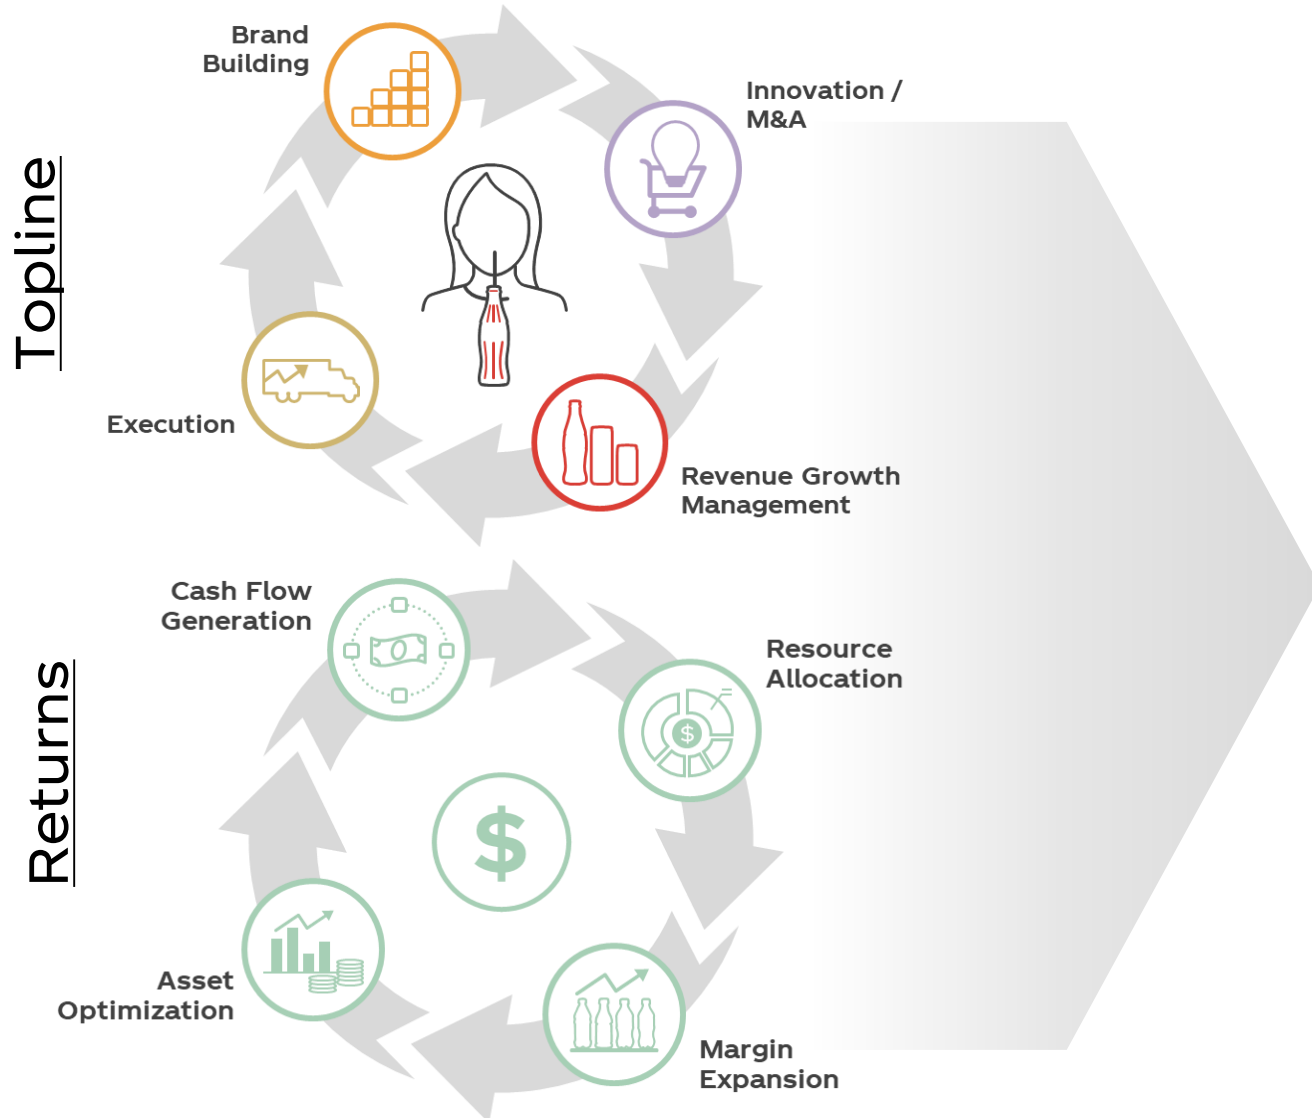 Topline
Brand
Building
Innovation /
M&A
Execution
Revenue Growth
Management
Returns
Cash Flow
Generation
Resource
Allocation
$
$
Asset
Optimization
Margin
Expansion